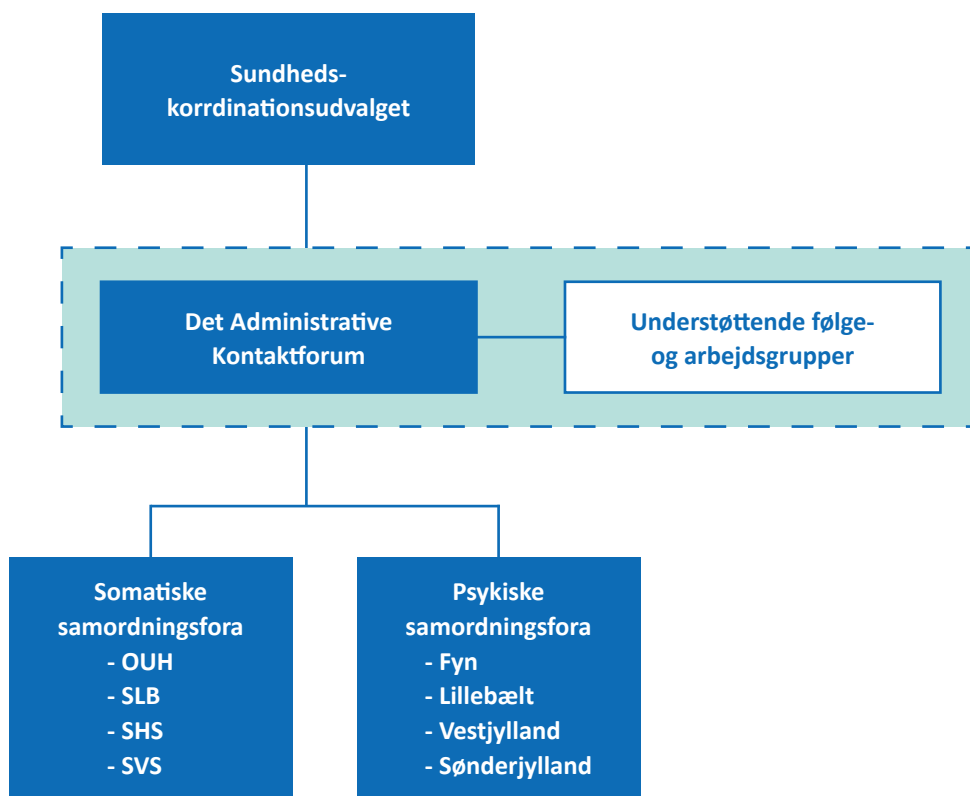 Sundheds-
korrdinationsudvalget
Det Administrative
Kontaktforum
Understøttende følge-
og arbejdsgrupper
Somatiske
samordningsfora
- OUH
- SLB
- SHS
- SVS
Psykiske
samordningsfora
- Fyn
- Lillebælt
- Vestjylland
- Sønderjylland